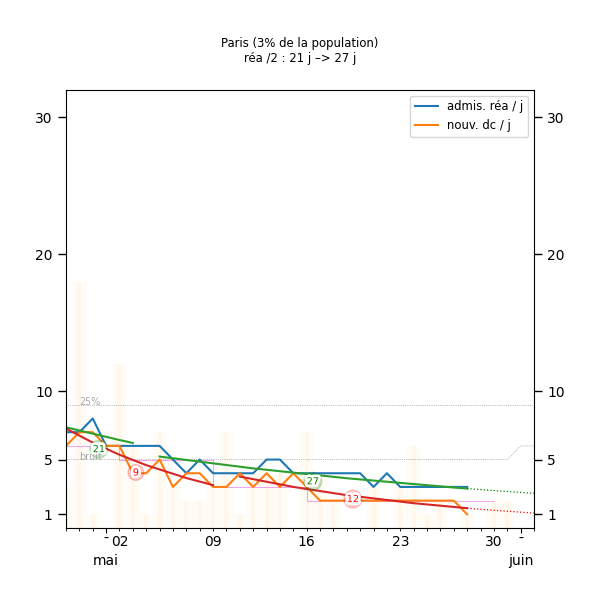 Paris (3% de la population)
réa /2 : 21 j –> 27 j
admis. réa / j
nouv. dc / j
30
30
20
20
10
10
25%
21
brut
9
5
5
27
12
1
1
02
09
16
23
30
mai
juin